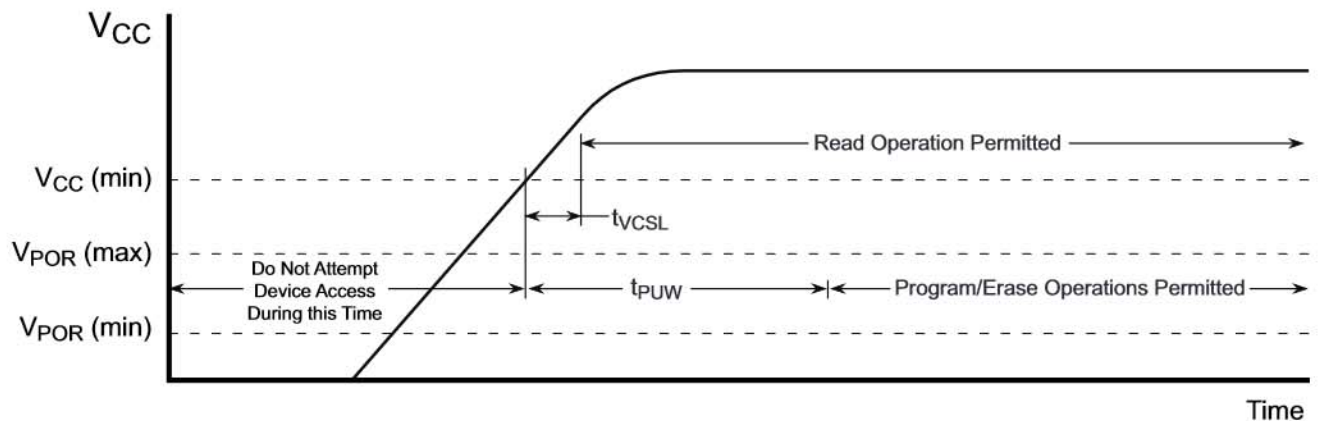 VCC
Read Operation Permitted
VCC (min)
tVCSL
VPOR (max)
Do Not Attempt
Device Access
During this Time
tPUW
Program/Erase Operations Permitted
VPOR (min)
Time